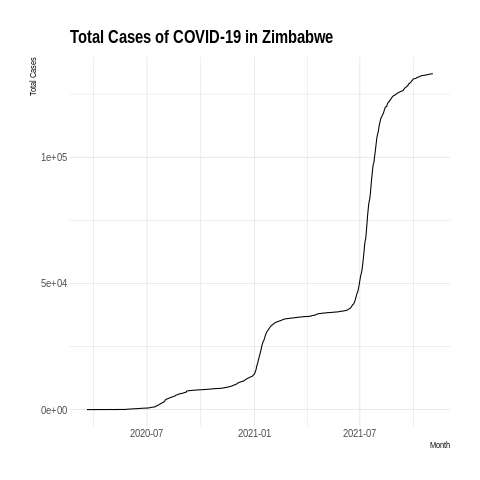 Total Cases of COVID-19 in Zimbabwe
Total Cases
1e+05
5e+04
0e+00
2020-07 2021-01 2021-07
Month